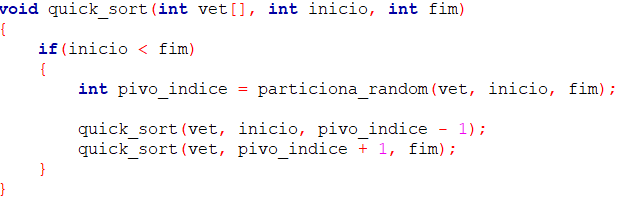 void quick_sort(int vet[], int inicio, int fim)
{
    if(inicio < fim)
    {
        int pivo_indice = particiona_random(vet, inicio, fim);

        quick_sort(vet, inicio, pivo_indice - 1);
        quick_sort(vet, pivo_indice + 1, fim);
    }
}